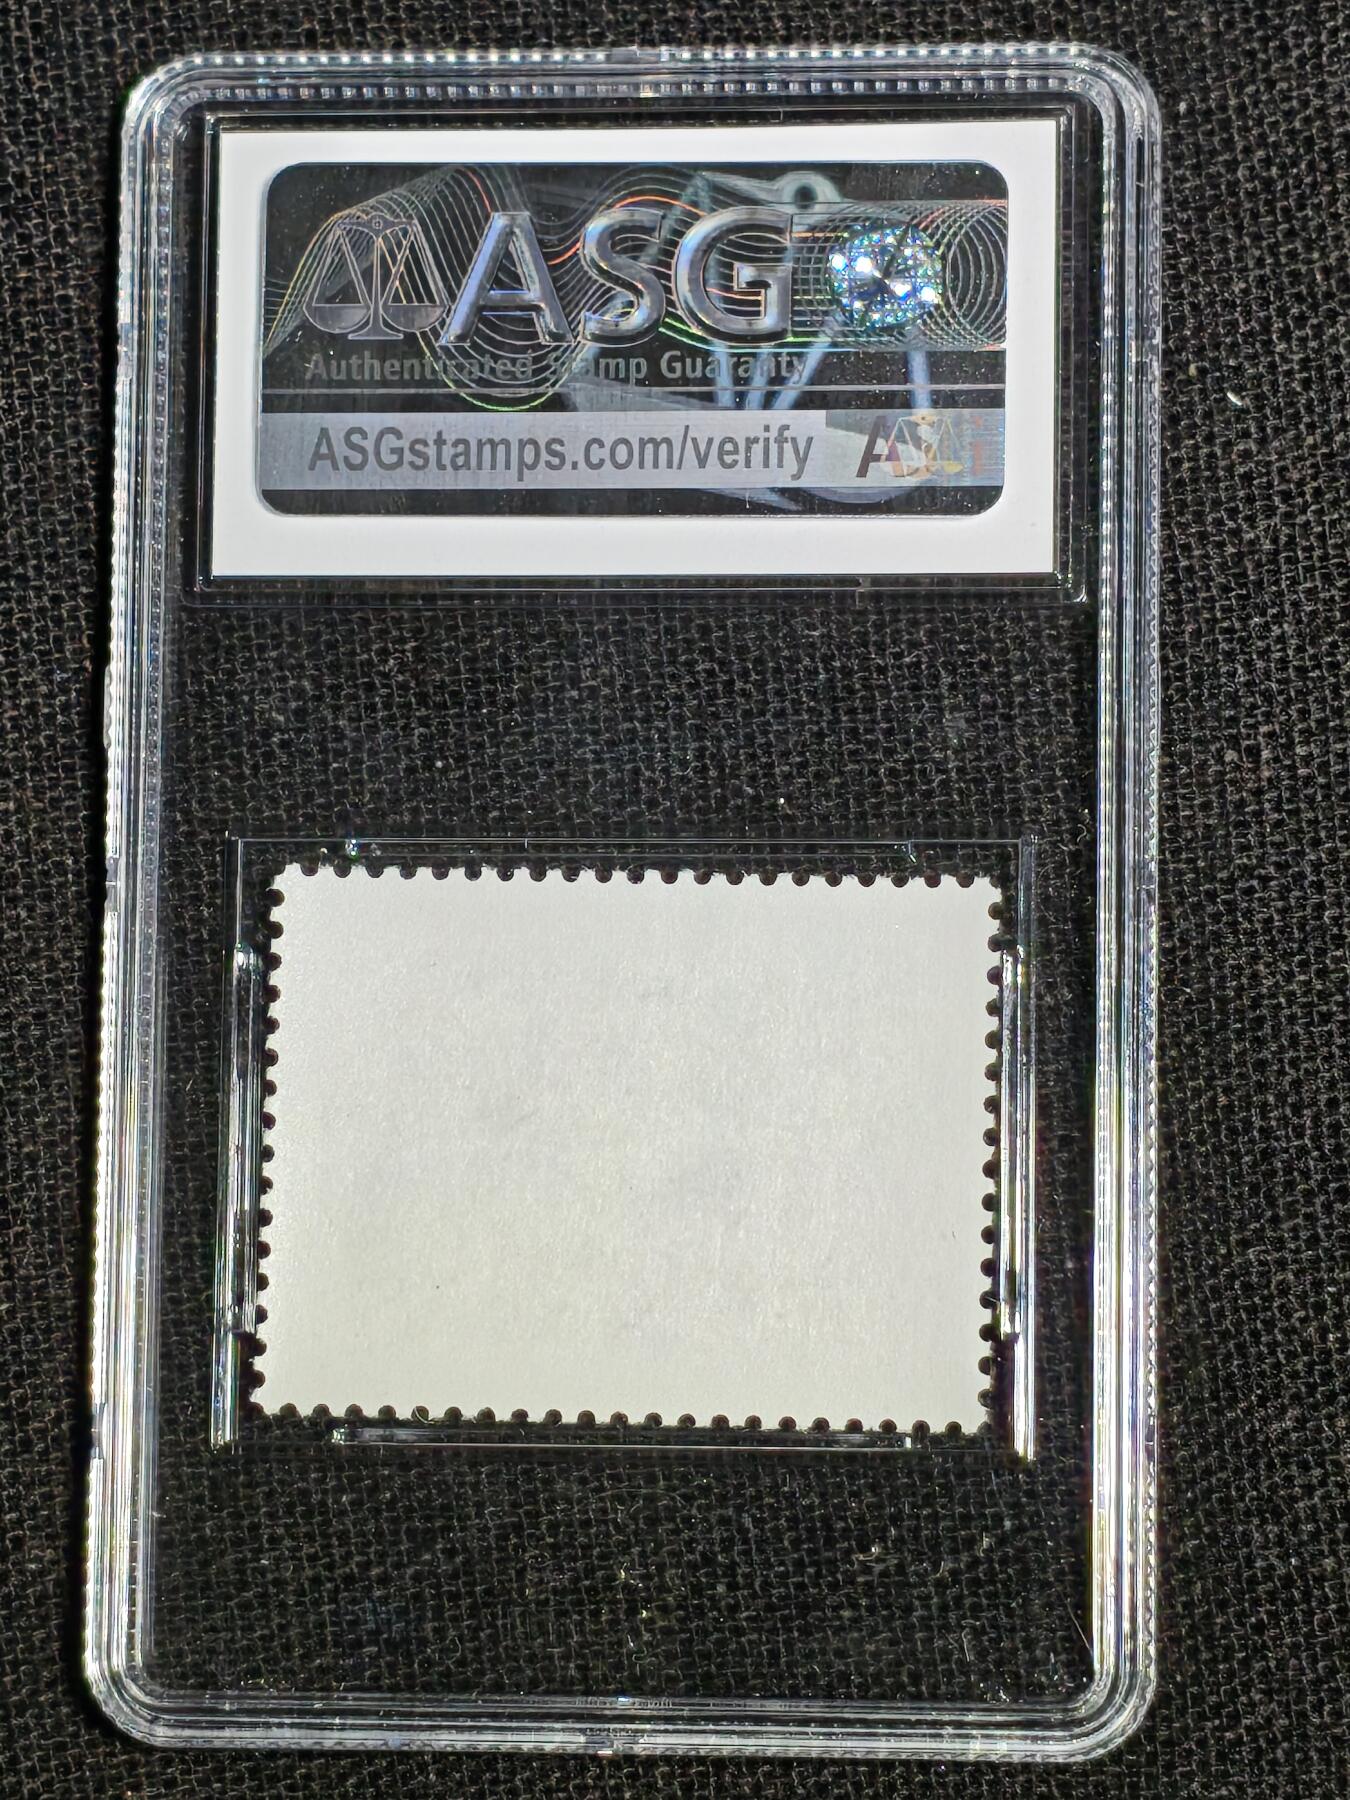 ASG
Authenticated Stamp Guaranty
ASGstamps.com/verify